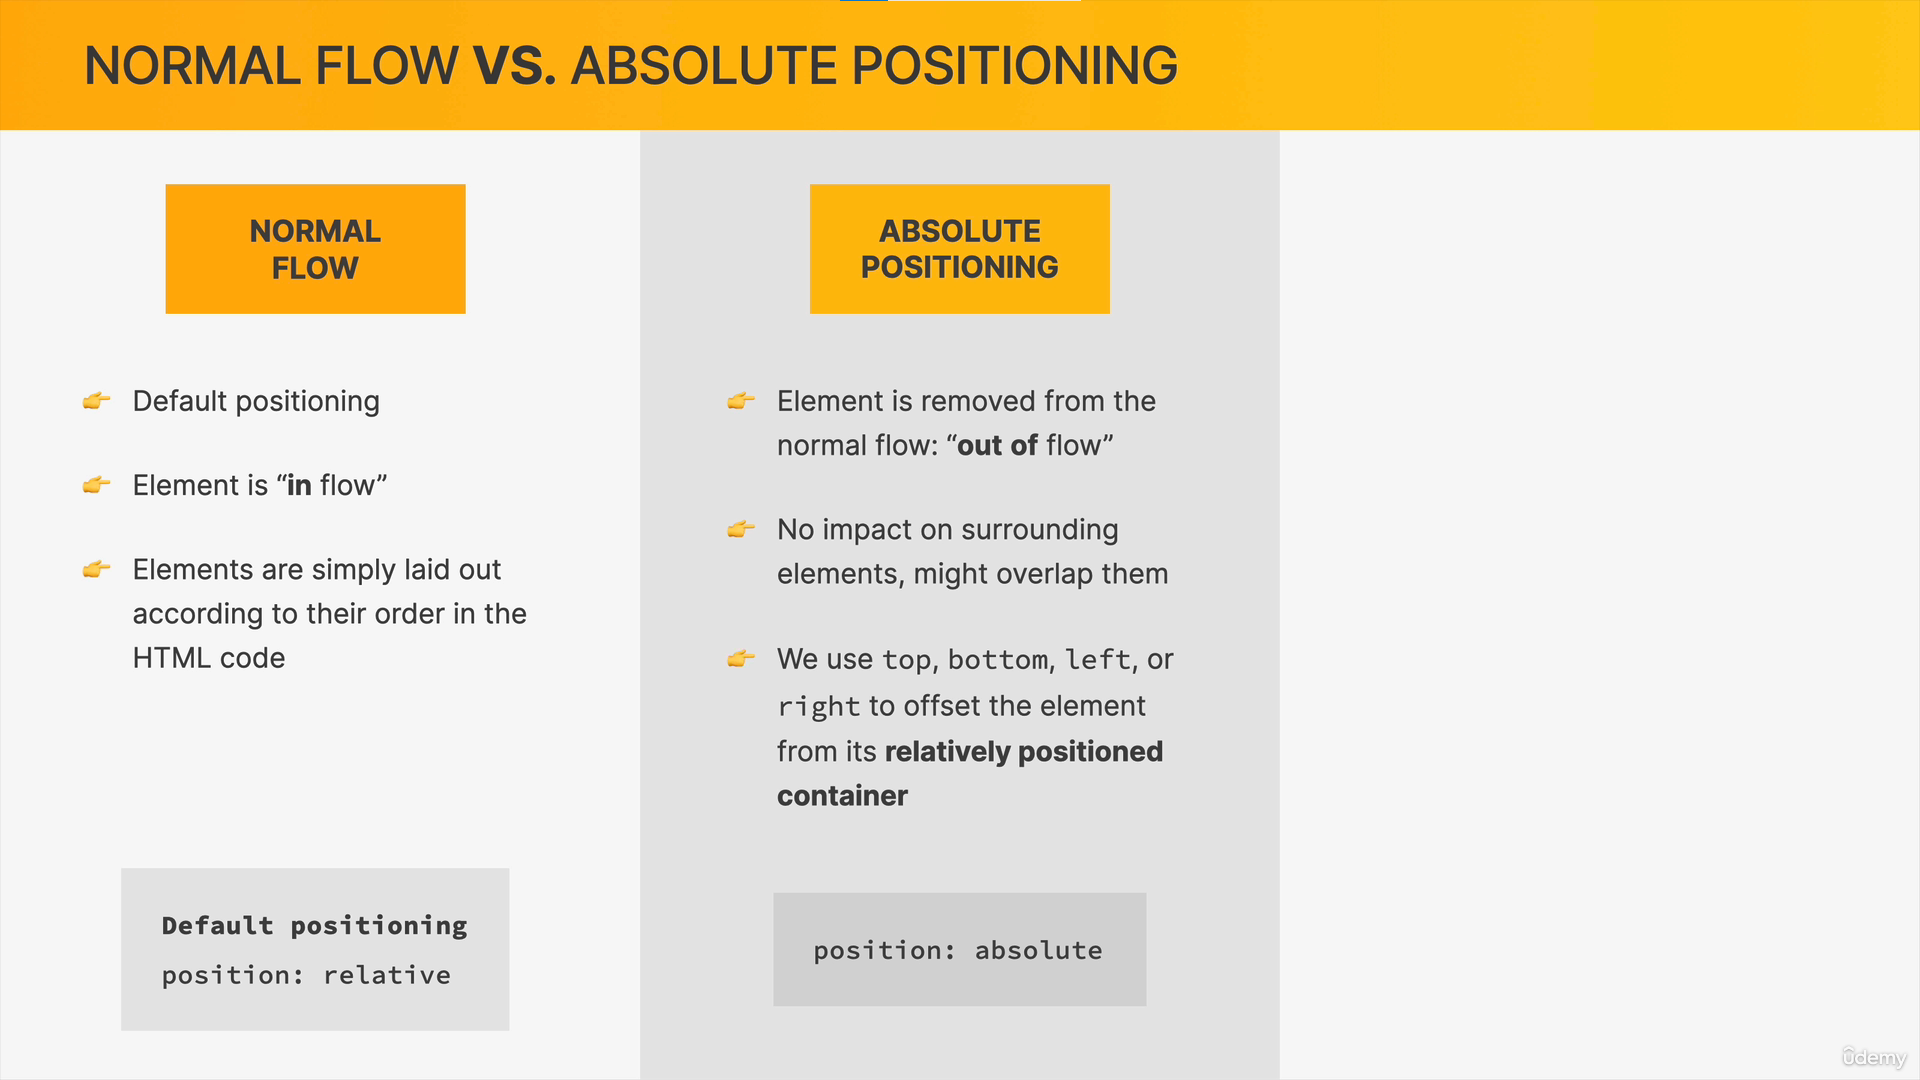 NORMAL FLOW VS. ABSOLUTE POSITIONING
NORMAL
FLOW
Default positioning
Element is “in flow”
Elements are simply laid out
according to their order in the
HTML code
Default positioning
position: relative
ABSOLUTE
POSITIONING
Element is removed from the
normal flow: “out of flow”
No impact on surrounding
elements, might overlap them
We use top, bottom, left, or
right to offset the element
from its relatively positioned
container
position: absolute
ûdemy